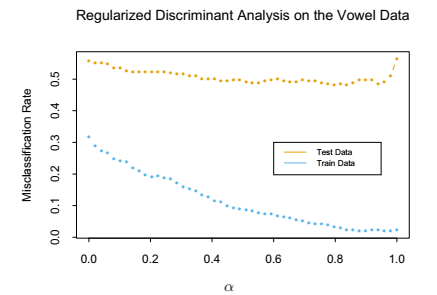 Regularized Discriminant Analysis on the Vowel Data
Misclassification Rate
0.5
0.4
0.3
0.2
0.1
0.0
Test Data
Train Data
0.0 0.2 0.4 0.6 0.8 1.0
α